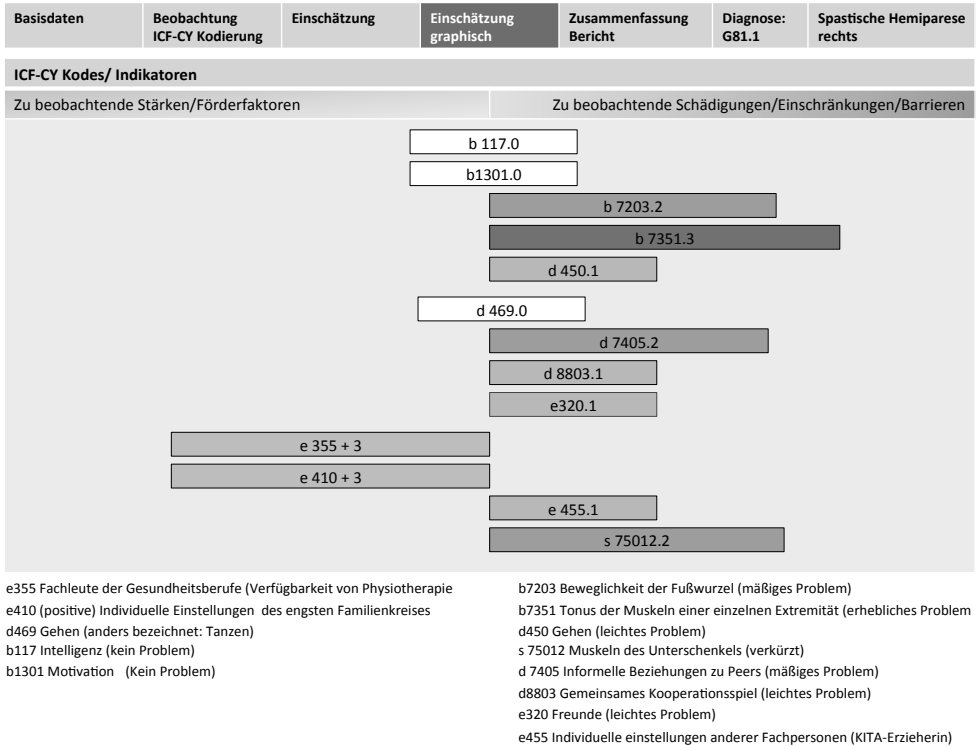 Basisdaten
Beobachtung
ICF-CY Kodierung
Einschätzung
Einschätzung
graphisch
Zusammenfassung
Bericht
Diagnose:
G81.1
Spastische Hemiparese
rechts
ICF-CY Kodes/ Indikatoren
Zu beobachtende Stärken/Förderfaktoren
Zu beobachtende Schädigungen/Einschränkungen/Barrieren
b 117.0
b1301.0
b 7203.2
b 7351.3
d 450.1
d 469.0
d 7405.2
d 8803.1
e320.1
e 355 + 3
e 410 + 3
e 455.1
s 75012.2
e355 Fachleute der Gesundheitsberufe (Verfügbarkeit von Physiotherapie
e410 (positive) Individuelle Einstellungen des engsten Familienkreises
d469 Gehen (anders bezeichnet: Tanzen)
b117 Intelligenz (kein Problem)
b1301 Motivation (Kein Problem)
b7203 Beweglichkeit der Fußwurzel (mäßiges Problem)
b7351 Tonus der Muskeln einer einzelnen Extremität (erhebliches Problem
d450 Gehen (leichtes Problem)
s 75012 Muskeln des Unterschenkels (verkürzt)
d 7405 Informelle Beziehungen zu Peers (mäßiges Problem)
d8803 Gemeinsames Kooperationsspiel (leichtes Problem)
e320 Freunde (leichtes Problem)
e455 Individuelle einstellungen anderer Fachpersonen (KITA-Erzieherin)